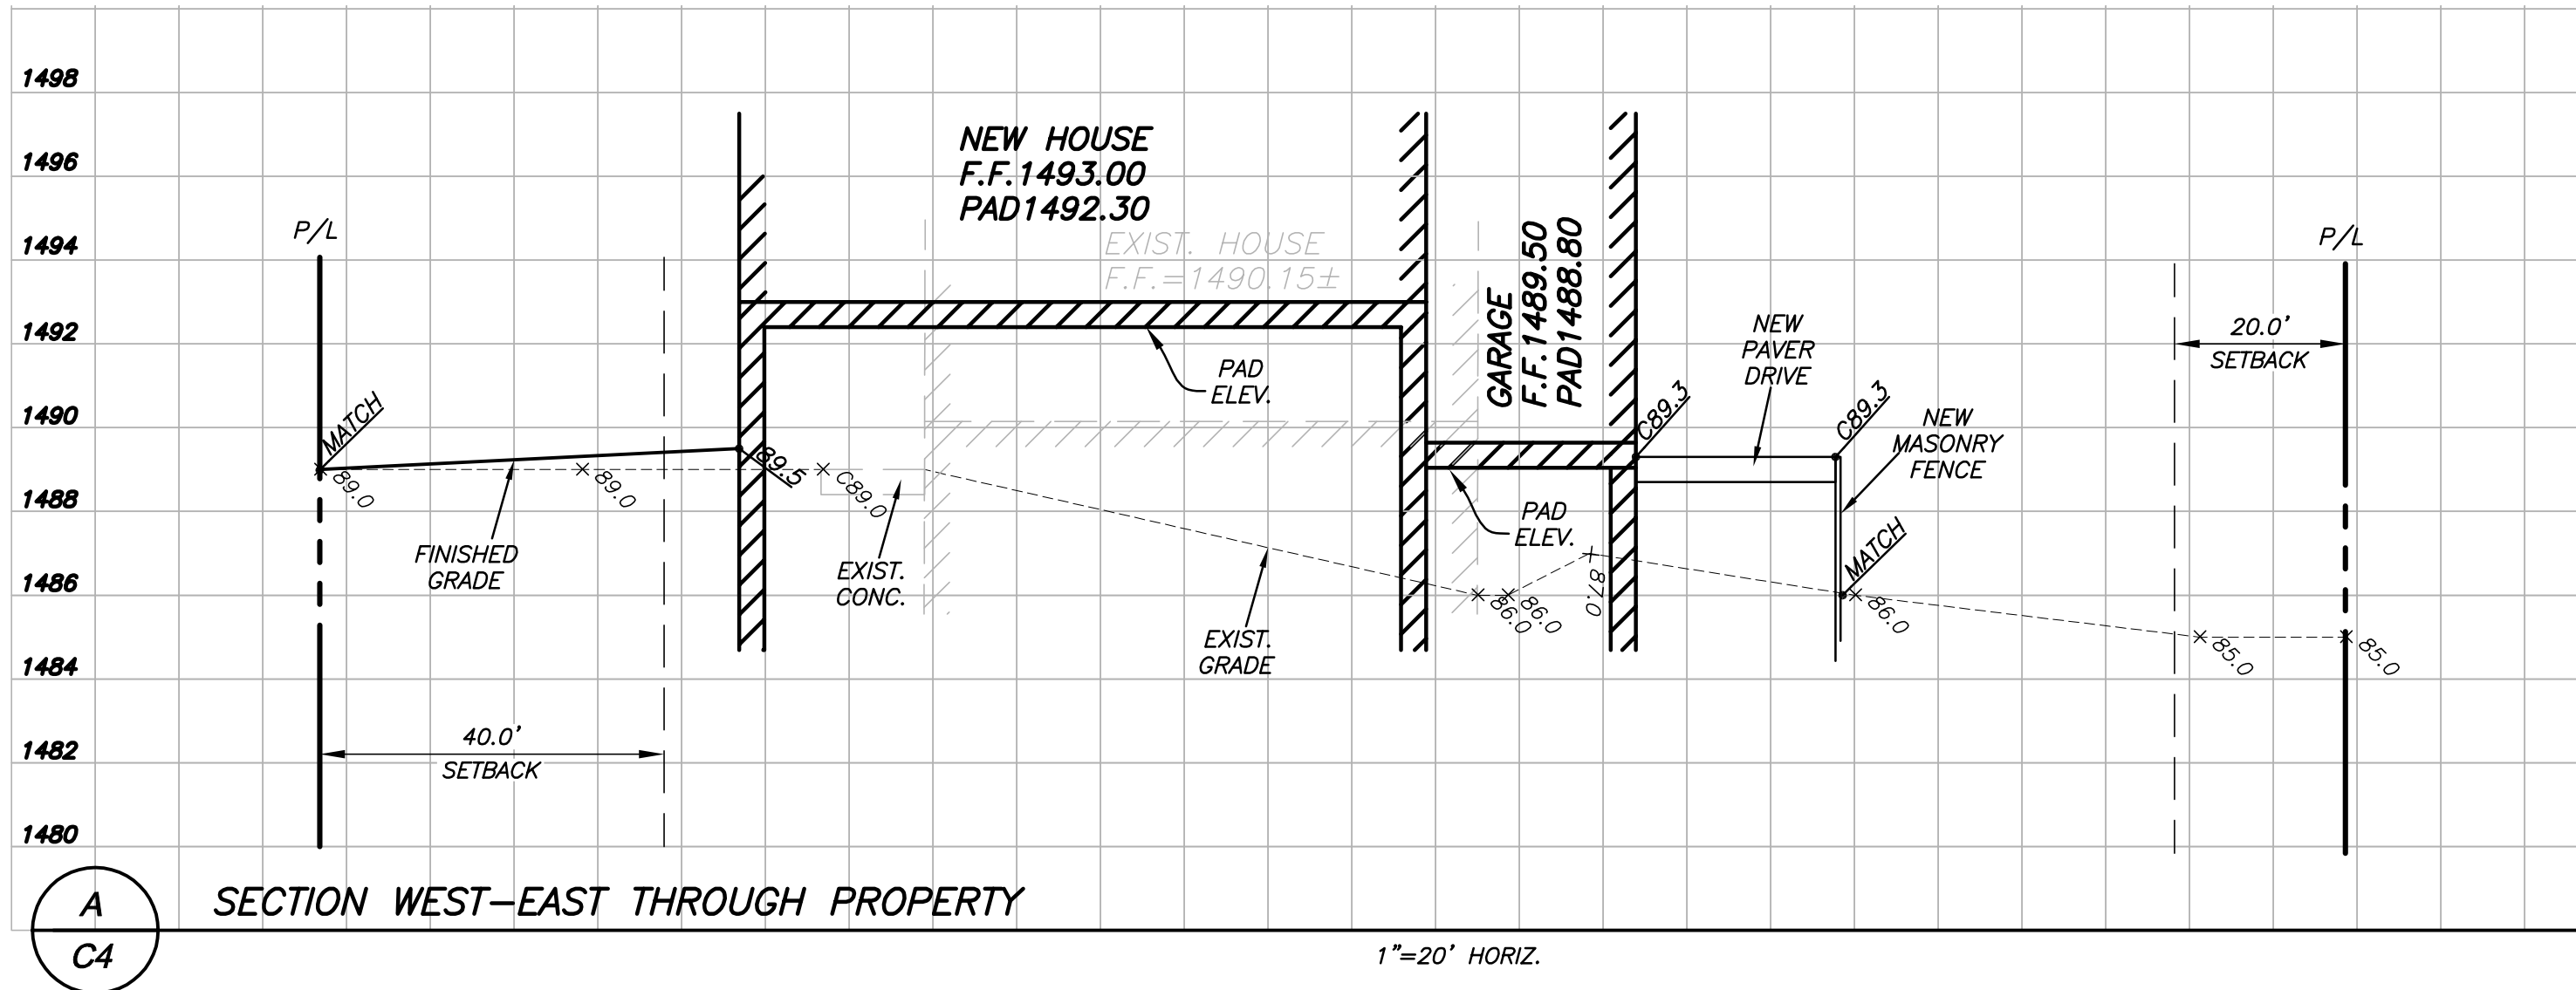 1498
1496
1494
1492
1490
1488
1486
1484
1482
1480
P/L
MATCH
89.0
89.0
FINISHED
GRADE
40.0'
SETBACK
NEW HOUSE
F.F.1493.00
PAD1492.30
EXIST. HOUSE
F.F.=1490.15±
PAD
ELEV.
89.5
C89.0
EXIST.
CONC.
EXIST.
GRADE
GARAGE
F.F.1489.50
PAD1488.80
PAD
ELEV.
86.0
86.0
87.0
C89.3
NEW
PAVER
DRIVE
C89.3
NEW
MASONRY
FENCE
MATCH
86.0
P/L
20.0'
SETBACK
85.0
85.0
A
C4
SECTION WEST-EAST THROUGH PROPERTY
1"=20' HORIZ.